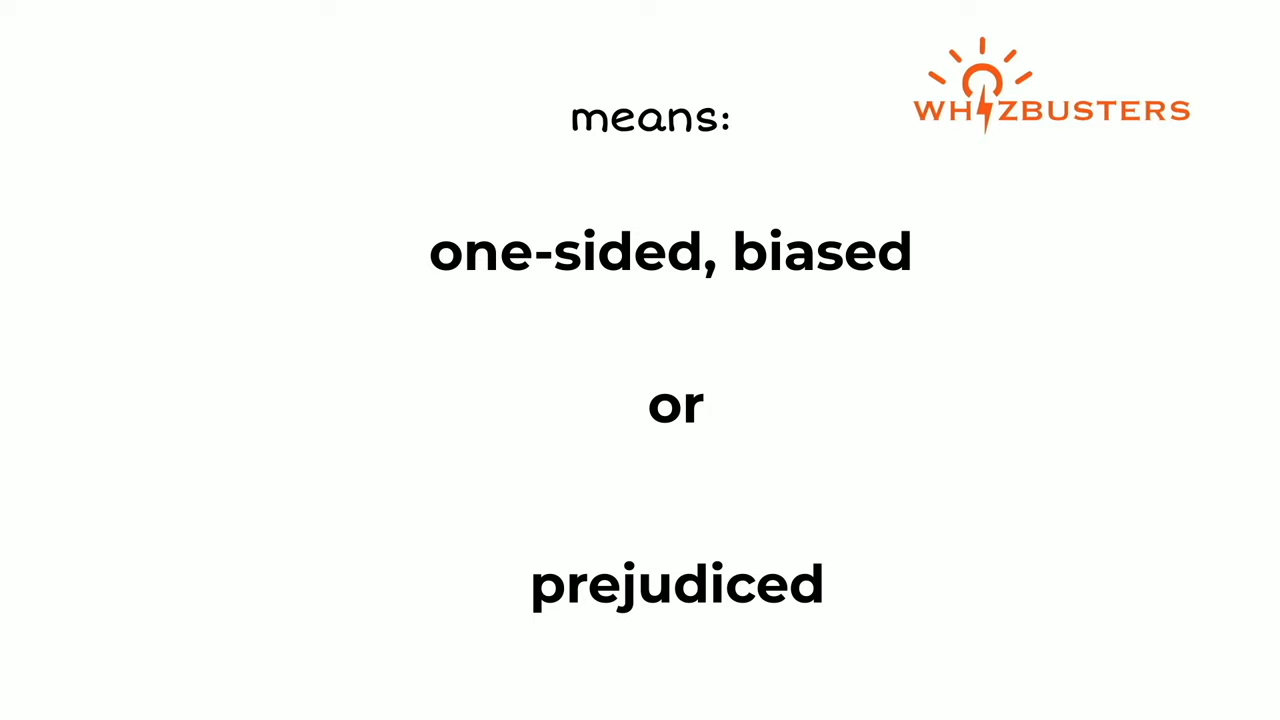 WHIZBUSTERS
means:
one-sided, biased
or
prejudiced